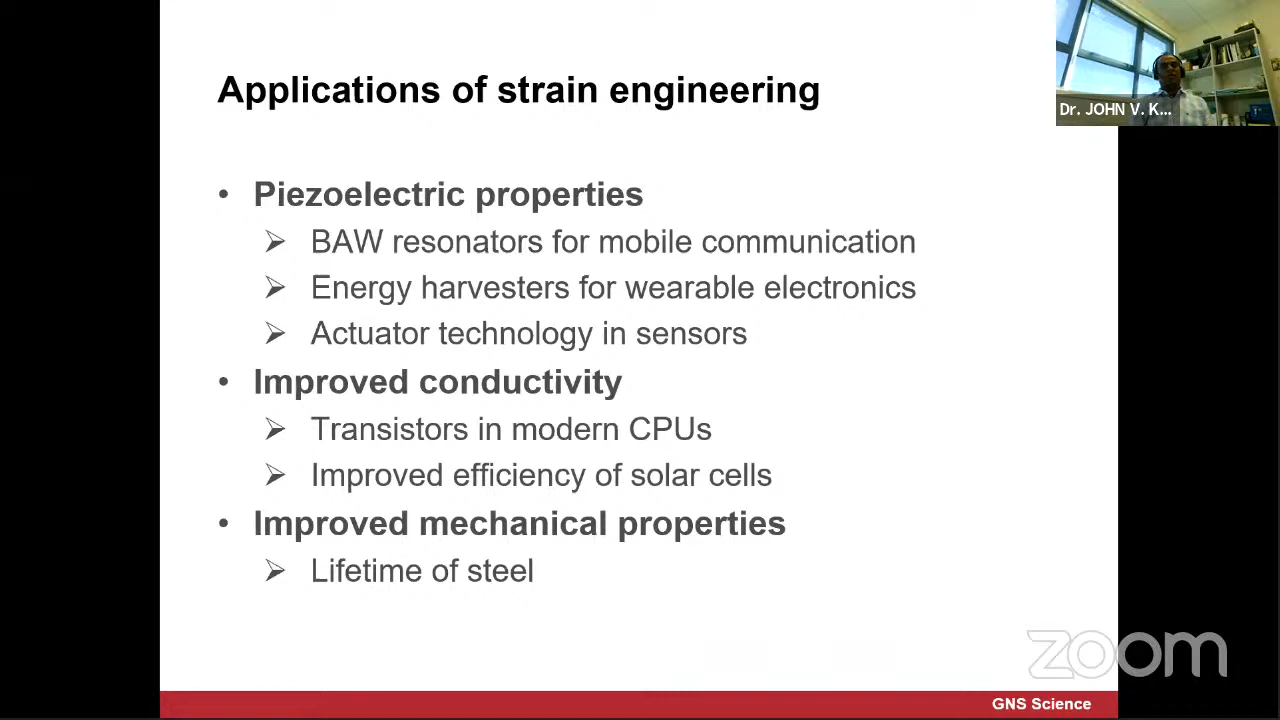 Applications of strain engineering
Dr. JOHN V. K...
• Piezoelectric properties
➢ BAW resonators for mobile communication
➢ Energy harvesters for wearable electronics
➢ Actuator technology in sensors
• Improved conductivity
➢ Transistors in modern CPUs
➢ Improved efficiency of solar cells
• Improved mechanical properties
➢ Lifetime of steel
zoom
GNS Science